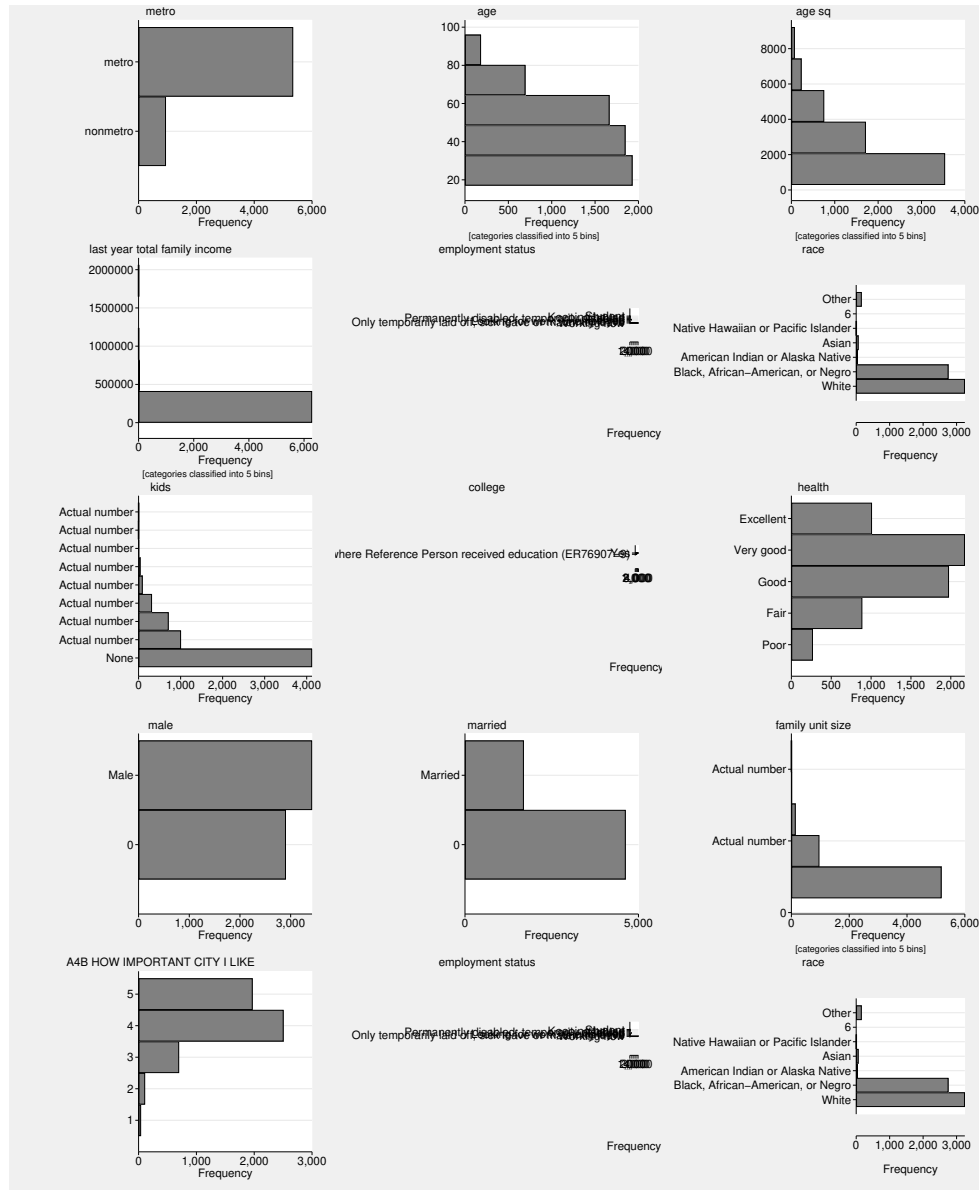 metro
metro
nonmetro
0 2,000 4,000 6,000
Frequency
age
100
80
60
40
20
0 500 1,000 1,500 2,000
Frequency
[categories classified into 5 bins]
age sq
8000
6000
4000
2000
0
0 1,000 2,000 3,000 4,000
Frequency
[categories classified into 5 bins]
last year total family income
2000000
1500000
1000000
500000
0
0 2,000 4,000 6,000
Frequency
[categories classified into 5 bins]
employment status
Frequency
race
Other
6
Native Hawaiian or Pacific Islander
Asian
American Indian or Alaska Native
Black, African−American, or Negro
White
0 1,000 2,000 3,000
Frequency
kids
Actual number
Actual number
Actual number
Actual number
Actual number
Actual number
Actual number
Actual number
None
0 1,000 2,000 3,000 4,000
Frequency
college
where Reference Person received education
Frequency
health
Excellent
Very good
Good
Fair
Poor
0 500 1,000 1,500 2,000
Frequency
male
Male
0
0 1,000 2,000 3,000
Frequency
married
Married
0
0 5,000
Frequency
family unit size
Actual number
Actual number
0
0 2,000 4,000 6,000
Frequency
[categories classified into 5 bins]
A4B HOW IMPORTANT CITY I LIKE
5
4
3
2
1
0 1,000 2,000 3,000
Frequency
employment status
Frequency
race
Other
6
Native Hawaiian or Pacific Islander
Asian
American Indian or Alaska Native
Black, African−American, or Negro
White
0 1,000 2,000 3,000
Frequency